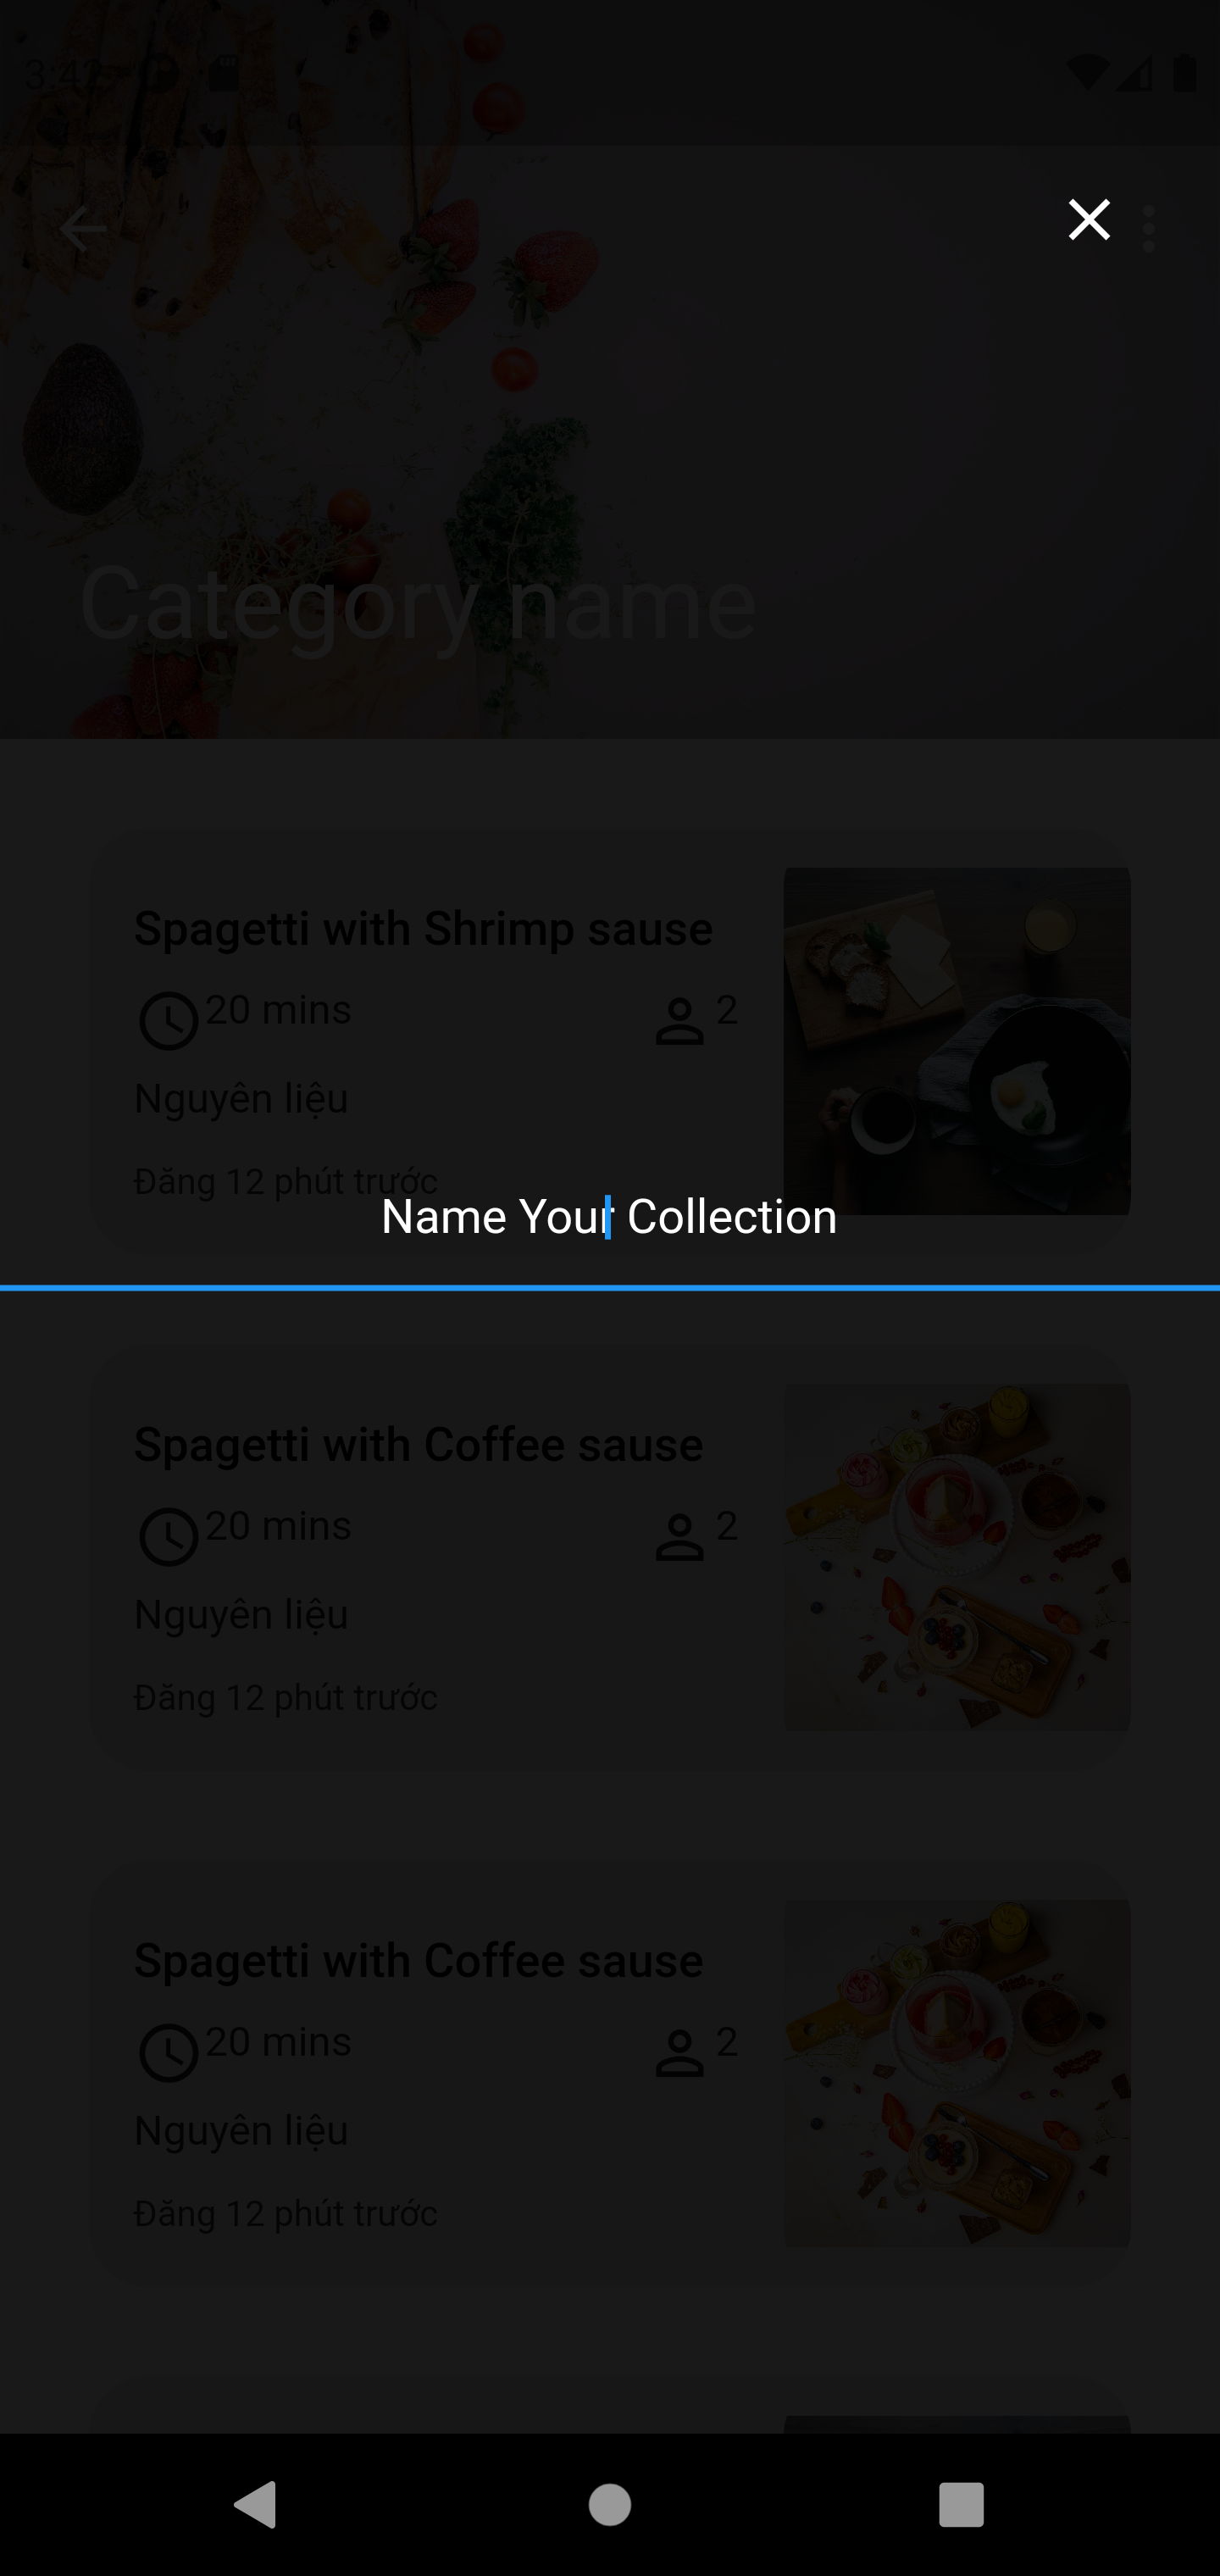 3:42
Category name
Spagetti with Shrimp sause
20 mins
2
Nguyên liệu
Đăng 12 phút trước
Name Your Collection
Spagetti with Coffee sause
20 mins
2
Nguyên liệu
Đăng 12 phút trước
Spagetti with Coffee sause
20 mins
2
Nguyên liệu
Đăng 12 phút trước